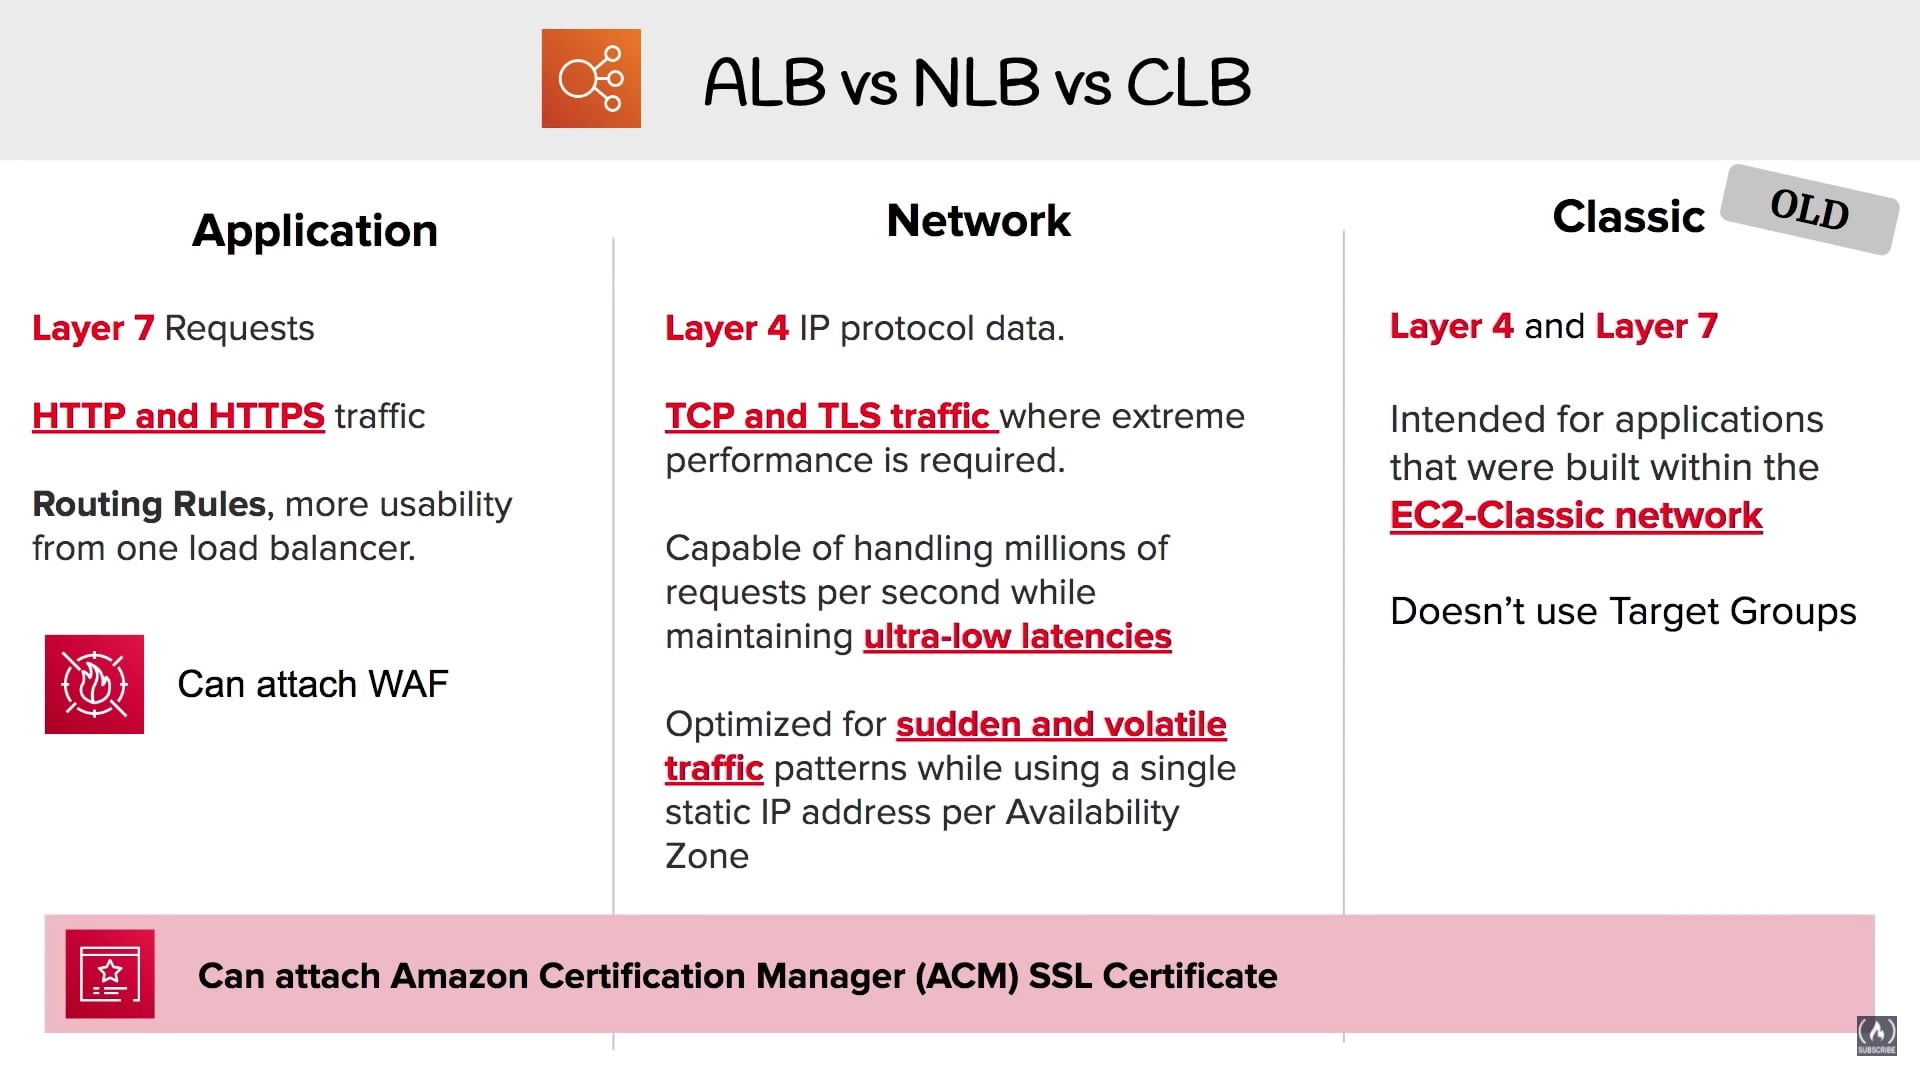 ALB vs NLB vs CLB
Application
Layer 7 Requests
HTTP and HTTPS traffic
Routing Rules, more usability
from one load balancer.
Can attach WAF
Network
Layer 4 IP protocol data.
TCP and TLS traffic where extreme
performance is required.
Capable of handling millions of
requests per second while
maintaining ultra-low latencies
Optimized for sudden and volatile
traffic patterns while using a single
static IP address per Availability
Zone
Classic
OLD
Layer 4 and Layer 7
Intended for applications
that were built within the
EC2-Classic network
Doesn’t use Target Groups
Can attach Amazon Certification Manager (ACM) SSL Certificate
SUBSCRIBE